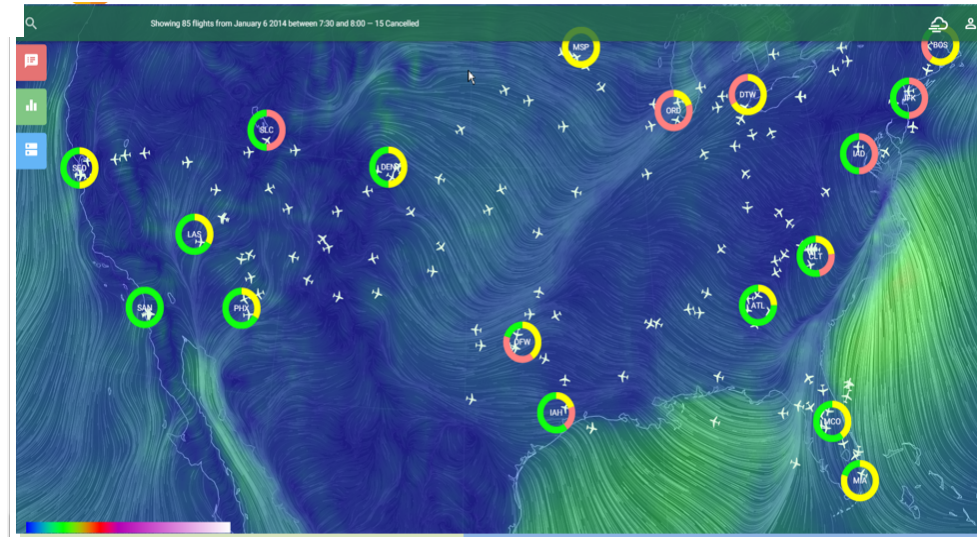 Showing 85 flights from January 6 2014 between 7:30 and 8:00 – 15 Cancelled
MSP
BOS
DTW
JFK
ORD
SLC
IAD
SFO
DEN
LAS
CLT
SAN
PHX
ATL
DFW
IAH
MCO
MIA